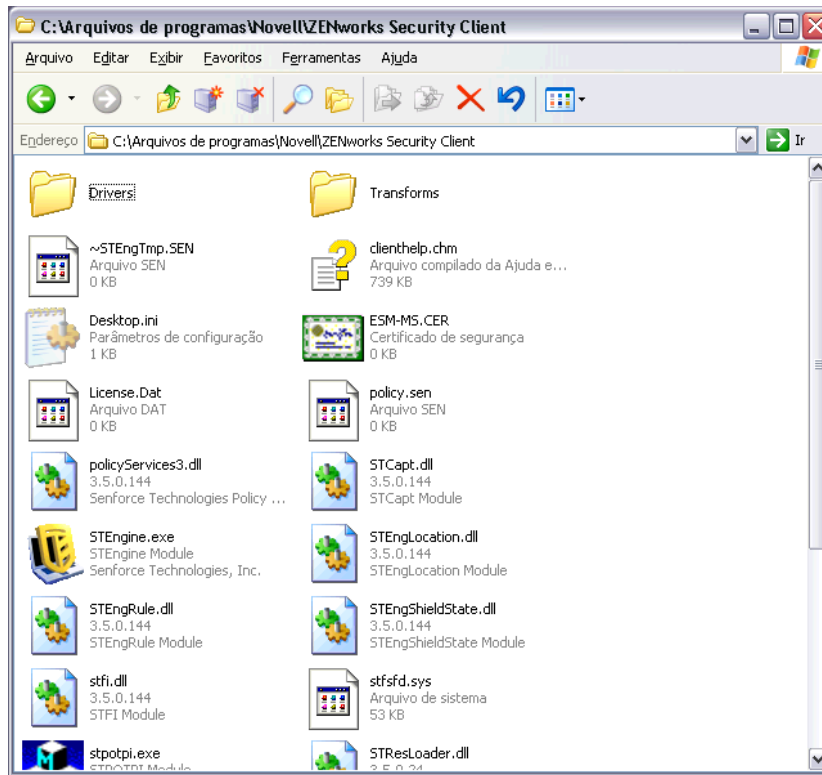 C:\Arquivos de programas\Novell\ZENworks Security Client
Arquivo Editar Exibir Favoritos Ferramentas Ajuda
Endereço C:\Arquivos de programas\Novell\ZENworks Security Client Ir
Drivers
Transforms
~STEngTmp.SEN
Arquivo SEN
0 KB
clienthelp.chm
Arquivo compilado da Ajuda e...
739 KB
Desktop.ini
Parâmetros de configuração
1 KB
ESM-MS.CER
Certificado de segurança
0 KB
License.Dat
Arquivo DAT
0 KB
policy.sen
Arquivo SEN
0 KB
policyServices3.dll
3.5.0.144
Senforce Technologies Policy ...
STCapt.dll
3.5.0.144
STCapt Module
STEngine.exe
STEngine Module
Senforce Technologies, Inc.
STEngLocation.dll
3.5.0.144
STEngLocation Module
STEngRule.dll
3.5.0.144
STEngRule Module
STEngShieldState.dll
3.5.0.144
STEngShieldState Module
stfi.dll
3.5.0.144
STFI Module
stfsfd.sys
Arquivo de sistema
53 KB
stpotpi.exe
STPOTPI Module
STResLoader.dll
3.5.0.24